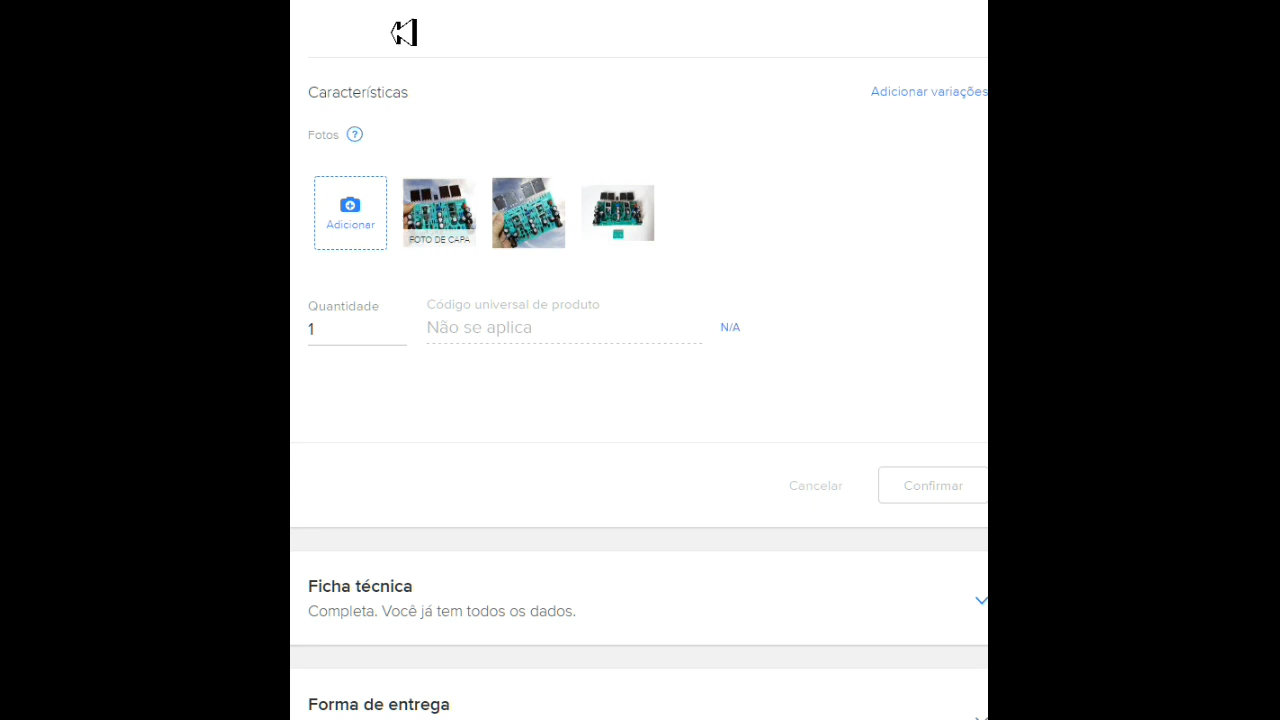 Características
Adicionar variações
Fotos ?
Adicionar
FOTO DE CAPA
Quantidade
1
Código universal de produto
Não se aplica
N/A
Cancelar
Confirmar
Ficha técnica
Completa. Você já tem todos os dados.
Forma de entrega